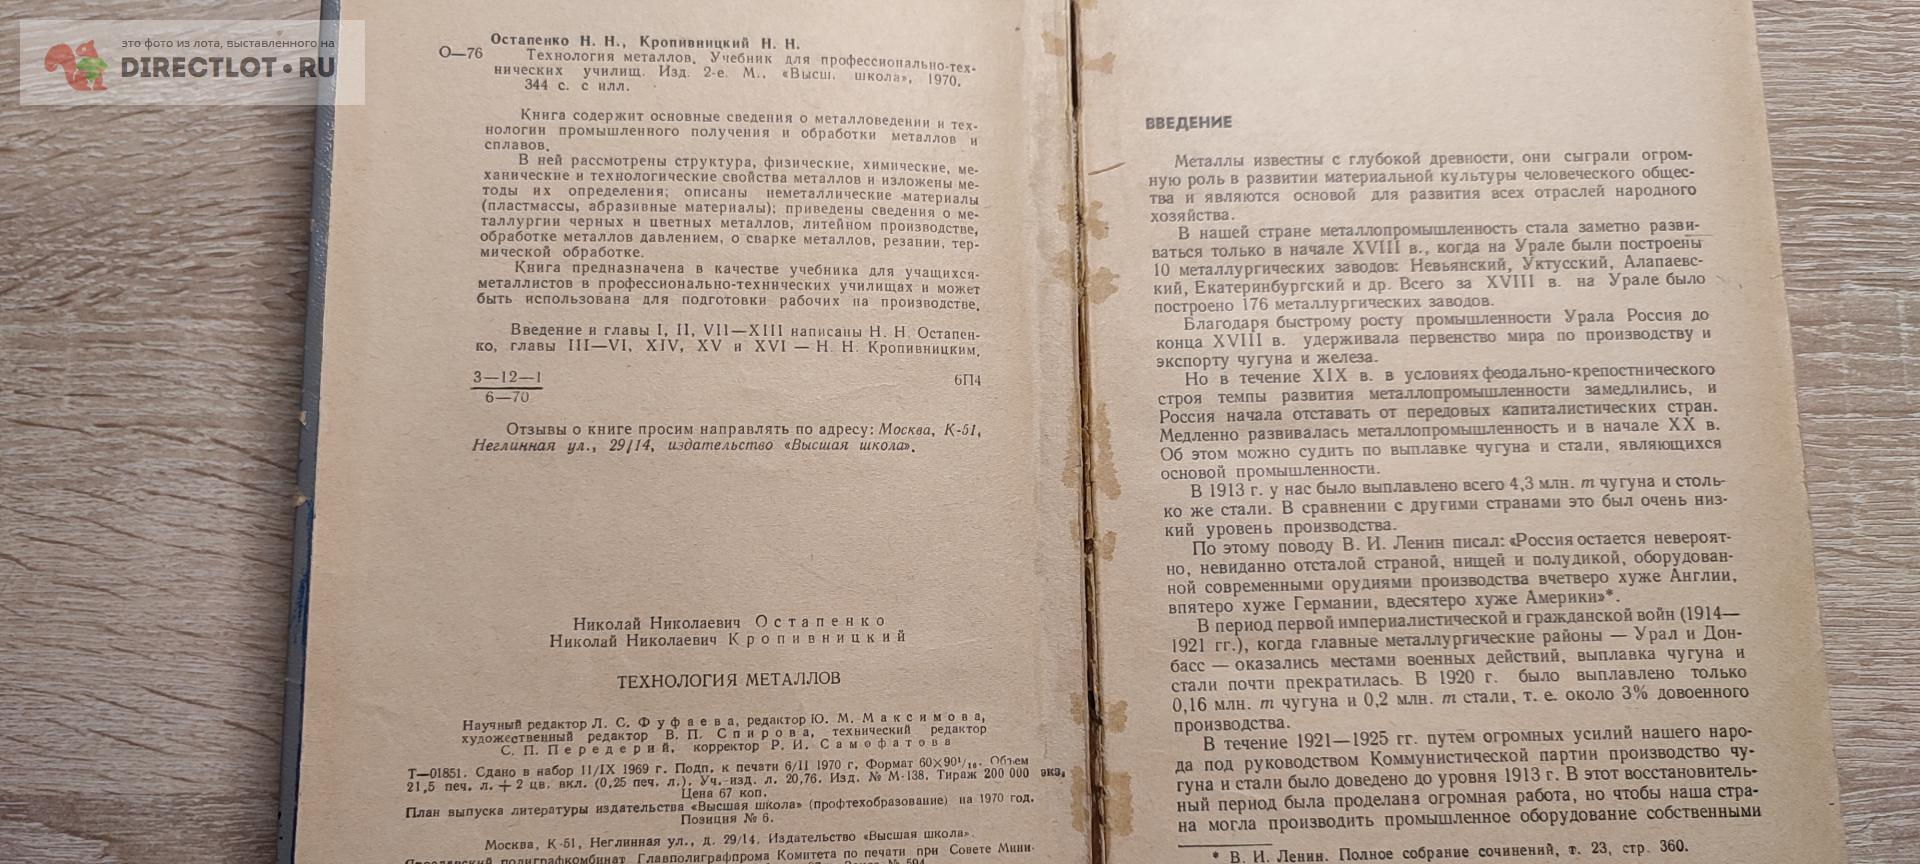 это фото из лота, выставленного на
DIRECTLOT.RU
Остапенко Н. Н., Кропивницкий Н. Н.
О—76
Технология металлов. Учебник для профессионально-тех-
нических училищ. Изд. 2-е. М., «Высш. школа», 1970.
344 с. с илл.
Книга содержит основные сведения о металловедении и тех-
нологии промышленного получения и обработки металлов и
сплавов.
В ней рассмотрены структура, физические, химические, ме-
ханические и технологические свойства металлов и изложены ме-
тоды их определения; описаны неметаллические материалы
(пластмассы, абразивные материалы); приведены сведения о ме-
таллургии черных и цветных металлов, литейном производстве,
обработке металлов давлением, о сварке металлов, резании, тер-
мической обработке.
Книга предназначена в качестве учебника для учащихся-
металлистов в профессионально-технических училищах и может
быть использована для подготовки рабочих на производстве.
Введение и главы I, II, VII—XIII написаны Н. Н. Остапен-
ко, главы III—VI, XIV, XV и XVI — Н. Н. Кропивницким.
3—12—1
6—70
6П4
Отзывы о книге просим направлять по адресу: Москва, К-51,
Неглинная ул., 29/14, издательство «Высшая школа».
Николай Николаевич Остапенко
Николай Николаевич Кропивницкий
ТЕХНОЛОГИЯ МЕТАЛЛОВ
Научный редактор Л. С. Фуфаева, редактор Ю. М. Максимова,
художественный редактор В. П. Спирова, технический редактор
С. П. Передерий, корректор Р. И. Самофатова
Т—01851. Сдано в набор 11/IX 1969 г. Подп. к печати 6/II 1970 г. Формат 60×90¹/₁₆. Объем
21,5 печ. л. + 2 цв. вкл. (0,25 печ. л.). Уч.-изд. л. 20,76. Изд. № М-138. Тираж 200 000 экз.
Цена 67 коп.
План выпуска литературы издательства «Высшая школа» (профтехобразование) на 1970 год.
Позиция № 6.
Москва, К-51, Неглинная ул., д. 29/14, Издательство «Высшая школа».
Ярославский полиграфкомбинат Главполиграфпрома Комитета по печати при Совете Мини-
ВВЕДЕНИЕ
Металлы известны с глубокой древности, они сыграли огром-
ную роль в развитии материальной культуры человеческого общес-
тва и являются основой для развития всех отраслей народного
хозяйства.
В нашей стране металлопромышленность стала заметно разви-
ваться только в начале XVIII в., когда на Урале были построены
10 металлургических заводов: Невьянский, Уктусский, Алапаевс-
кий, Екатеринбургский и др. Всего за XVIII в. на Урале было
построено 176 металлургических заводов.
Благодаря быстрому росту промышленности Урала Россия до
конца XVIII в. удерживала первенство мира по производству и
экспорту чугуна и железа.
Но в течение XIX в. в условиях феодально-крепостнического
строя темпы развития металлопромышленности замедлились, и
Россия начала отставать от передовых капиталистических стран.
Медленно развивалась металлопромышленность и в начале XX в.
Об этом можно судить по выплавке чугуна и стали, являющихся
основой промышленности.
В 1913 г. у нас было выплавлено всего 4,3 млн. т чугуна и столь-
ко же стали. В сравнении с другими странами это был очень низ-
кий уровень производства.
По этому поводу В. И. Ленин писал: «Россия остается невероят-
но, невиданно отсталой страной, нищей и полудикой, оборудован-
ной современными орудиями производства вчетверо хуже Англии,
впятеро хуже Германии, вдесятеро хуже Америки»*.
В период первой империалистической и гражданской войн (1914—
1921 гг.), когда главные металлургические районы — Урал и Дон-
басс — оказались местами военных действий, выплавка чугуна и
стали почти прекратилась. В 1920 г. было выплавлено только
0,16 млн. т чугуна и 0,2 млн. т стали, т. е. около 3% довоенного
производства.
В течение 1921—1925 гг. путем огромных усилий нашего наро-
да под руководством Коммунистической партии производство чу-
гуна и стали было доведено до уровня 1913 г. В этот восстановитель-
ный период была проделана огромная работа, но чтобы наша стра-
на могла производить промышленное оборудование собственными
* В. И. Ленин. Полное собрание сочинений, т. 23, стр. 360.